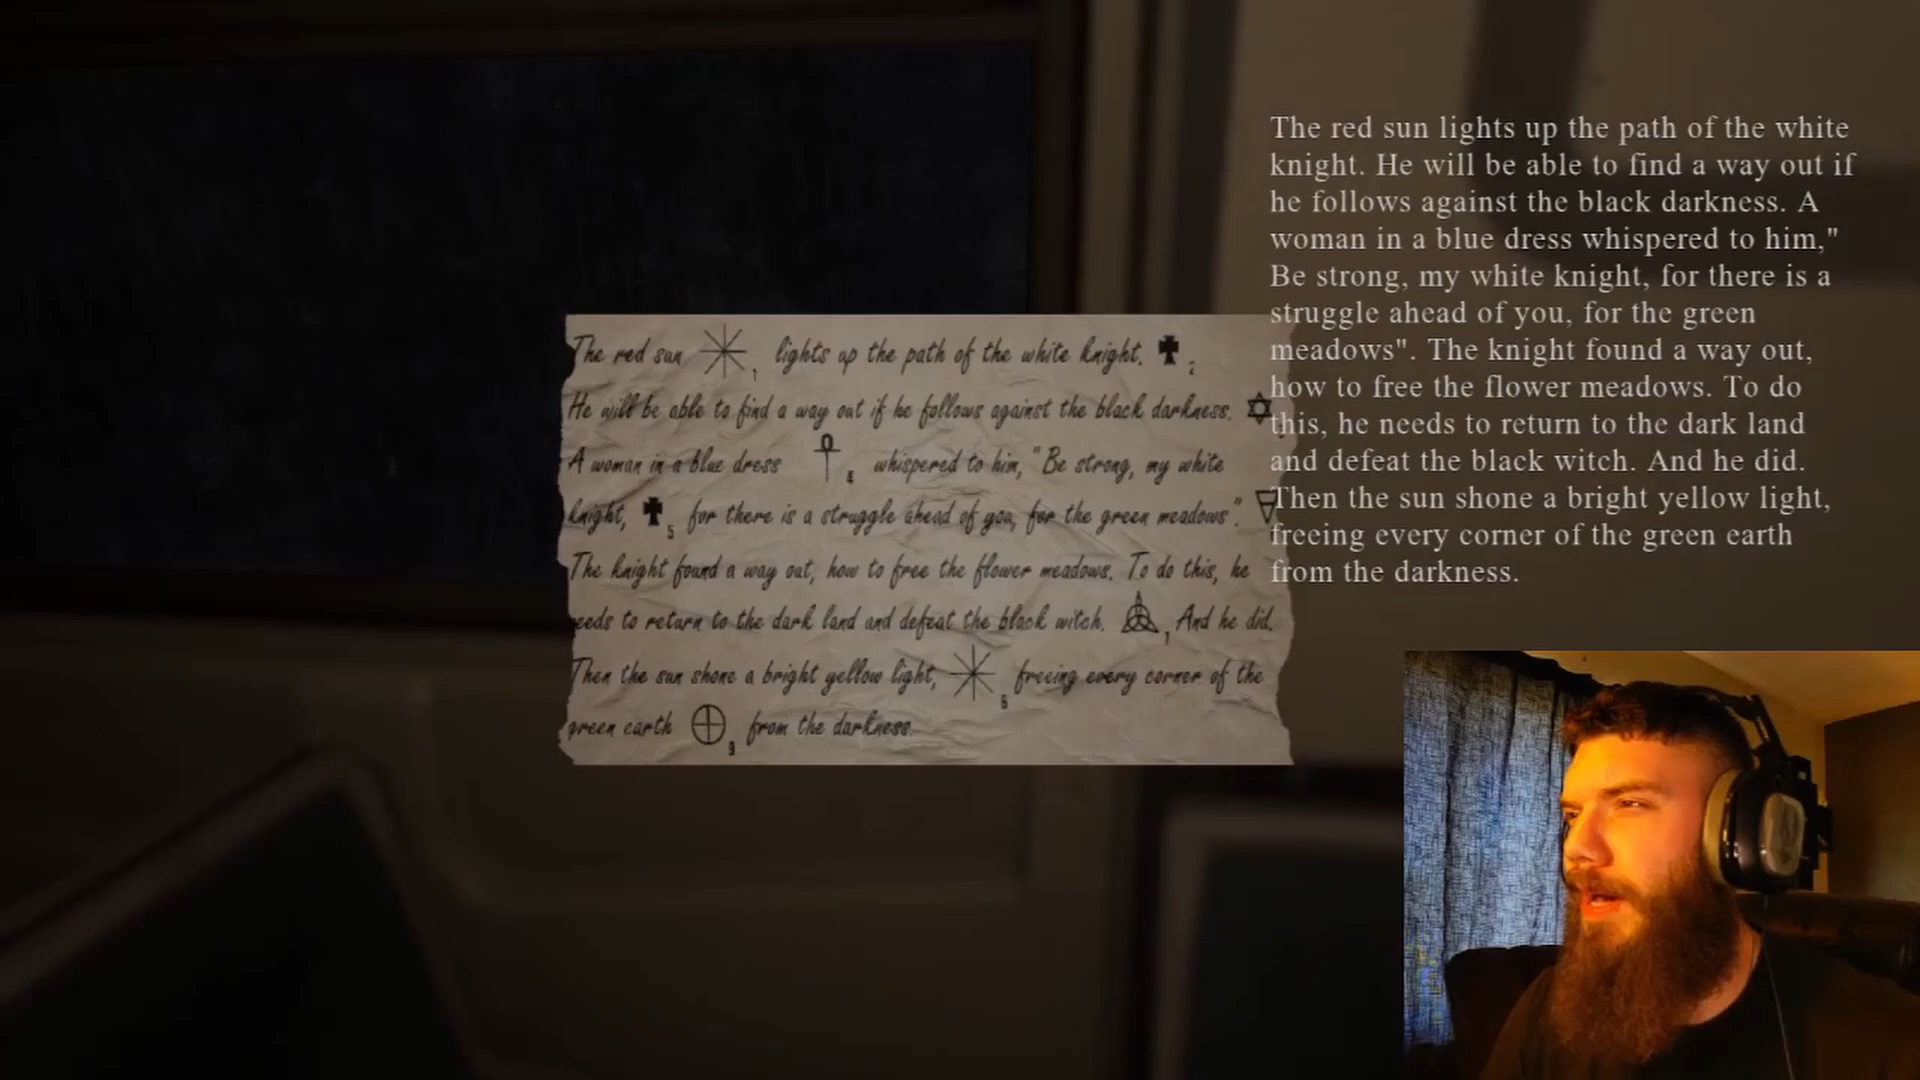 The red sun 1 lights up the path of the white knight. 2
He will be able to find a way out if he follows against the black darkness.
A woman in a blue dress 4 whispered to him, "Be strong, my white
knight, 5 for there is a struggle ahead of you, for the green meadows".
The knight found a way out, how to free the flower meadows. To do this, he
needs to return to the dark land and defeat the black witch. 7 And he did.
Then the sun shone a bright yellow light, freeing every corner of the
green earth 9 from the darkness.
The red sun lights up the path of the white
knight. He will be able to find a way out if
he follows against the black darkness. A
woman in a blue dress whispered to him,"
Be strong, my white knight, for there is a
struggle ahead of you, for the green
meadows". The knight found a way out,
how to free the flower meadows. To do
this, he needs to return to the dark land
and defeat the black witch. And he did.
Then the sun shone a bright yellow light,
freeing every corner of the green earth
from the darkness.